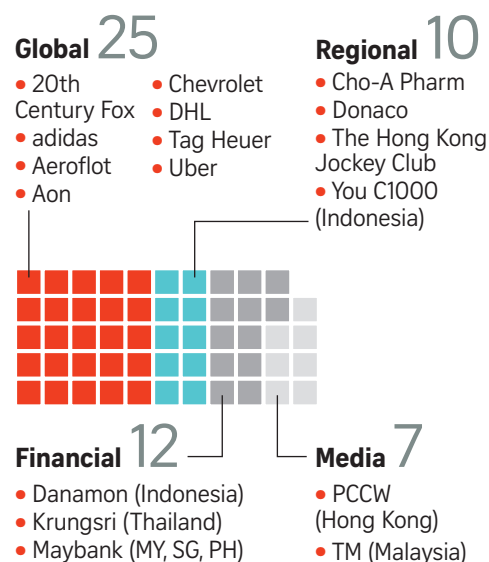 Global 25
• 20th
Century Fox
• adidas
• Aeroflot
• Aon
• Chevrolet
• DHL
• Tag Heuer
• Uber
Regional 10
• Cho-A Pharm
• Donaco
• The Hong Kong
Jockey Club
• You C1000
(Indonesia)
Financial 12
• Danamon (Indonesia)
• Krungsri (Thailand)
• Maybank (MY, SG, PH)
Media 7
• PCCW
(Hong Kong)
• TM (Malaysia)